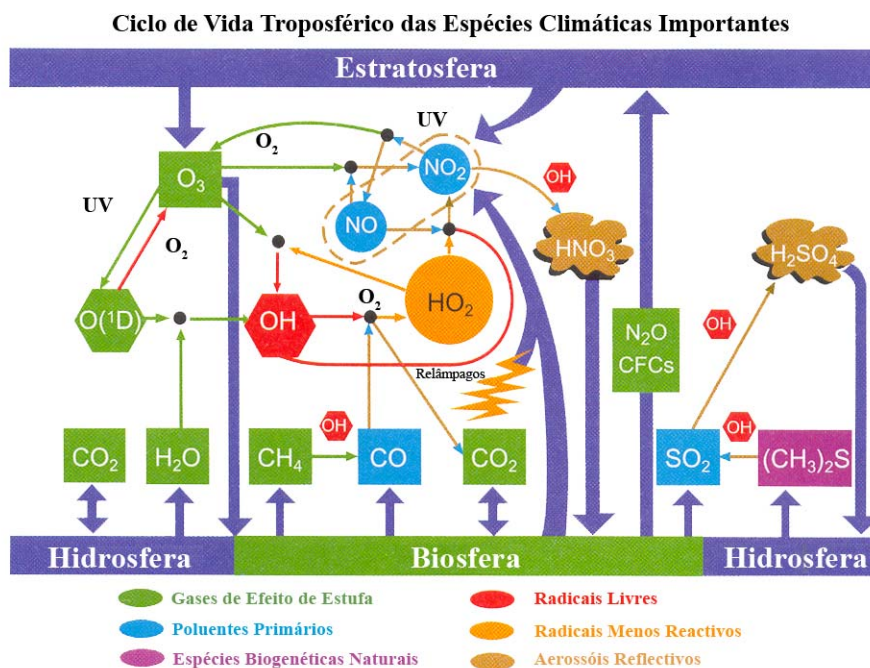 Ciclo de Vida Troposférico das Espécies Climáticas Importantes
Estratosfera
O₂
UV
O₃
NO₂
OH
UV
NO
HNO₃
H₂SO₄
O₂
O(¹D)
OH
O₂
HO₂
N₂O
CFCs
OH
Relâmpagos
CO₂
H₂O
CH₄
OH
CO
CO₂
SO₂
OH
(CH₃)₂S
Hidrosfera
Biosfera
Hidrosfera
Gases de Efeito de Estufa
Radicais Livres
Poluentes Primários
Radicais Menos Reactivos
Espécies Biogenéticas Naturais
Aerossóis Reflectivos